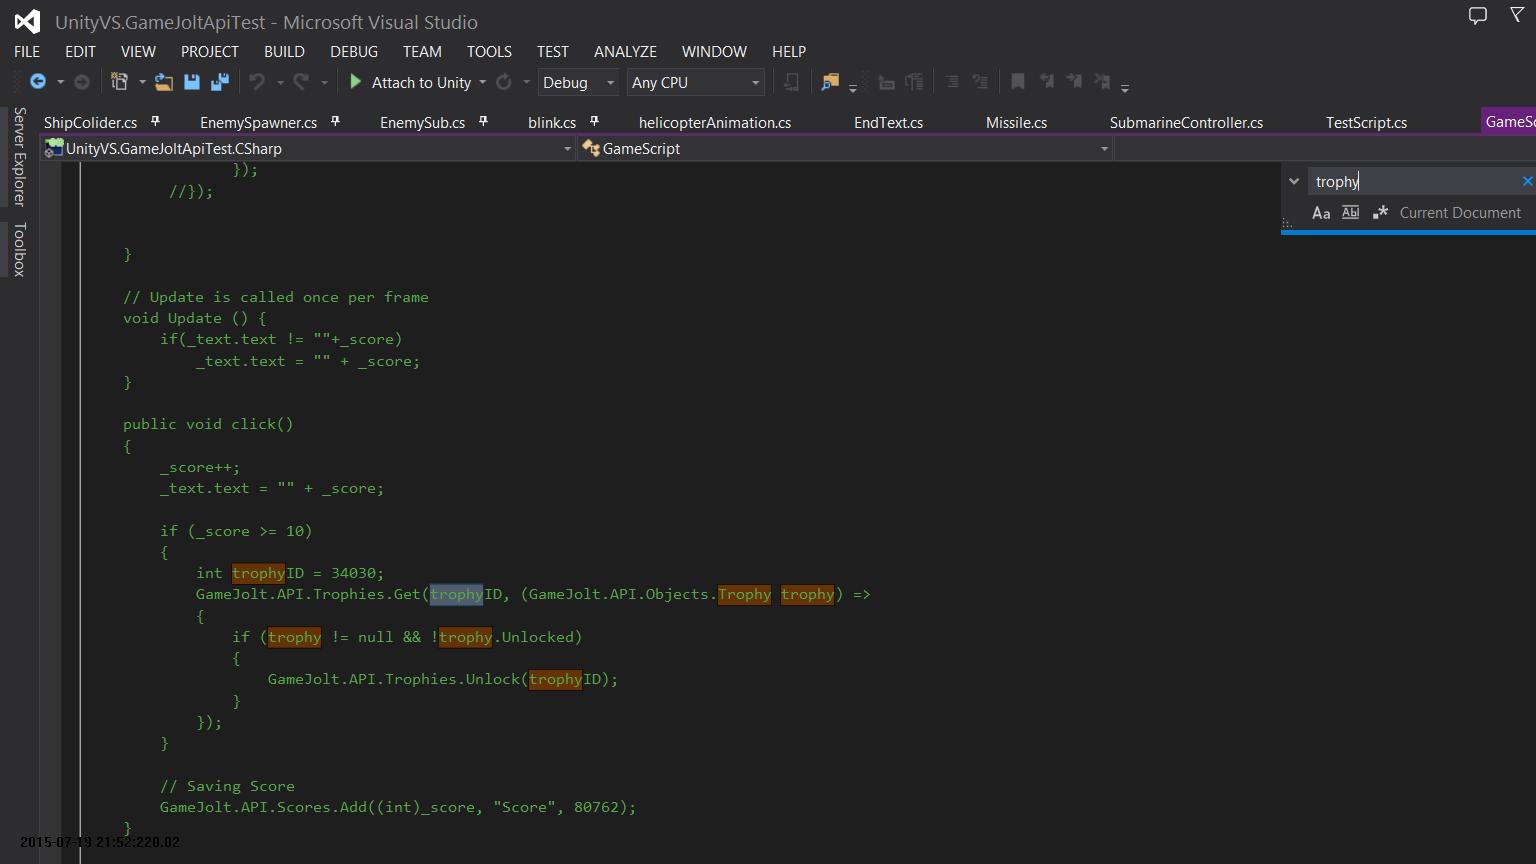 UnityVS.GameJoltApiTest - Microsoft Visual Studio
FILE EDIT VIEW PROJECT BUILD DEBUG TEAM TOOLS TEST ANALYZE WINDOW HELP
Attach to Unity Debug Any CPU
Server Explorer
Toolbox
ShipColider.cs EnemySpawner.cs EnemySub.cs blink.cs helicopterAnimation.cs EndText.cs Missile.cs SubmarineController.cs TestScript.cs GameSc
UnityVS.GameJoltApiTest.CSharp GameScript
trophy
Aa Abl .* Current Document
});
//});
}
// Update is called once per frame
void Update () {
if(_text.text != ""+_score)
_text.text = "" + _score;
}
public void click()
{
_score++;
_text.text = "" + _score;
if (_score >= 10)
{
int trophyID = 34030;
GameJolt.API.Trophies.Get(trophyID, (GameJolt.API.Objects.Trophy trophy) =>
{
if (trophy != null && !trophy.Unlocked)
{
GameJolt.API.Trophies.Unlock(trophyID);
}
});
}
// Saving Score
GameJolt.API.Scores.Add((int)_score, "Score", 80762);
}
2015-07-19 21:52:220.02